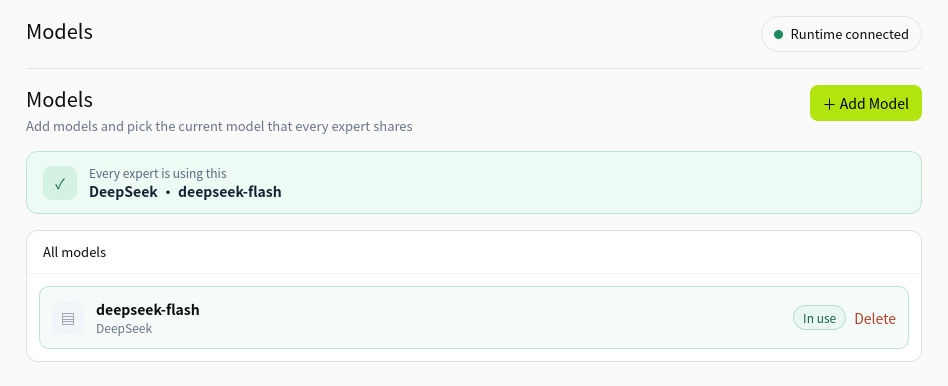 Models
Runtime connected
Models
+ Add Model
Add models and pick the current model that every expert shares
✓
Every expert is using this
DeepSeek • deepseek-flash
All models
deepseek-flash
DeepSeek
In use
Delete